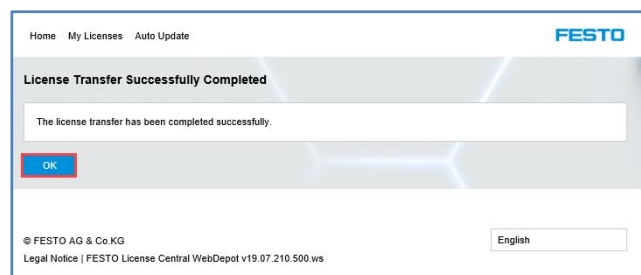 Home My Licenses Auto Update FESTO
License Transfer Successfully Completed
The license transfer has been completed successfully.
OK
© FESTO AG & Co.KG English
Legal Notice | FESTO License Central WebDepot v19.07.210.500.ws